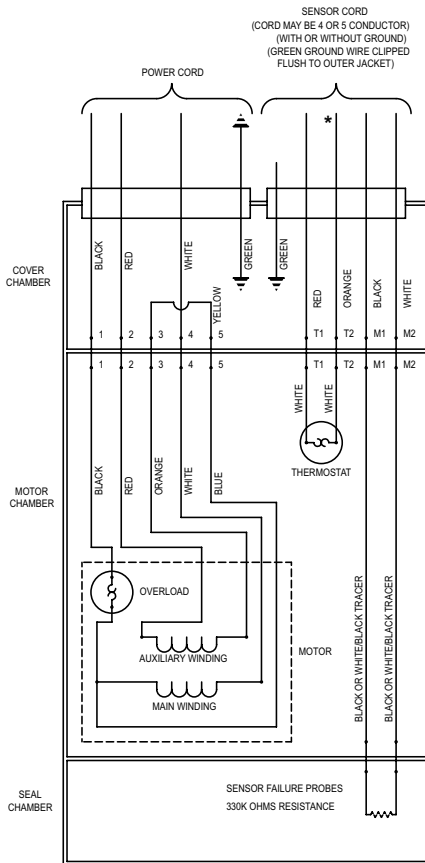 SENSOR CORD
(CORD MAY BE 4 OR 5 CONDUCTOR)
(WITH OR WITHOUT GROUND)
(GREEN GROUND WIRE CLIPPED
FLUSH TO OUTER JACKET)
POWER CORD
*
BLACK
RED
WHITE
GREEN
GREEN
RED
ORANGE
BLACK
WHITE
COVER
CHAMBER
YELLOW
1 2 3 4 5 T1 T2 M1 M2
1 2 3 4 5 T1 T2 M1 M2
WHITE
WHITE
THERMOSTAT
BLACK
RED
ORANGE
WHITE
BLUE
MOTOR
CHAMBER
OVERLOAD
AUXILIARY WINDING
MOTOR
MAIN WINDING
BLACK OR WHITE/BLACK TRACER
BLACK OR WHITE/BLACK TRACER
SEAL
CHAMBER
SENSOR FAILURE PROBES
330K OHMS RESISTANCE